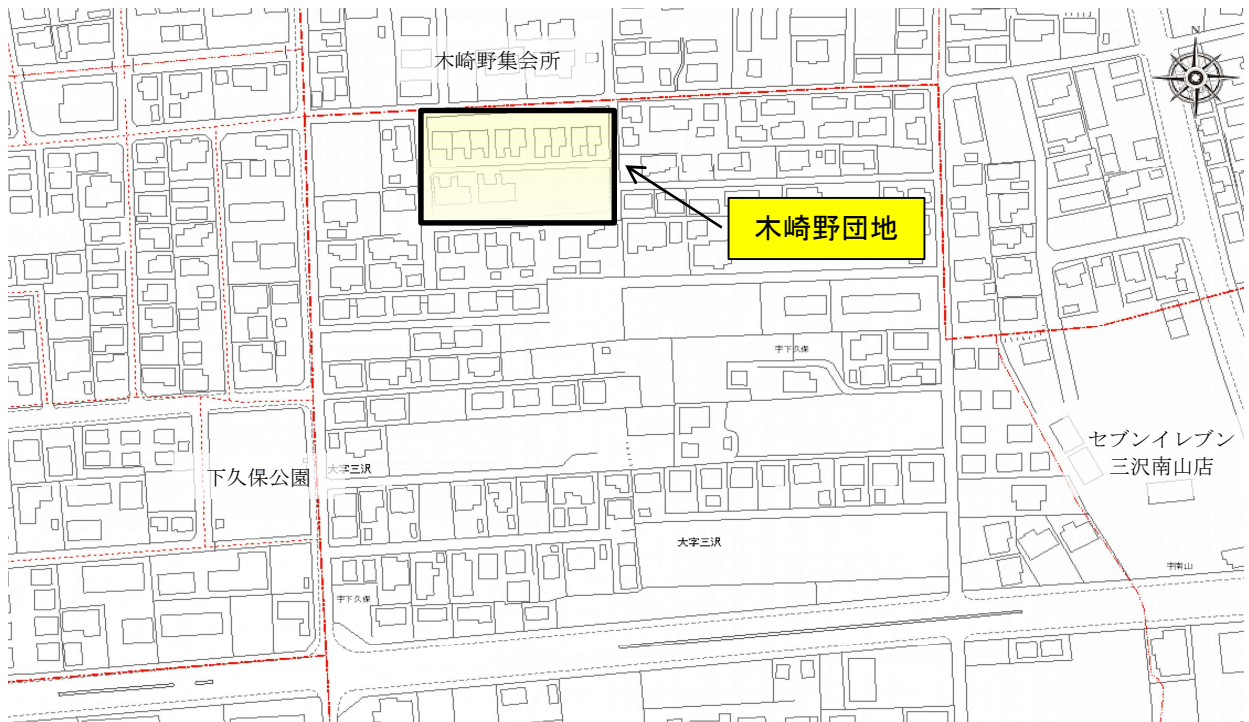 木崎野集会所
N
木崎野団地
字下久保
セブンイレブン
三沢南山店
大字三沢
下久保公園
大字三沢
字南山
字下久保